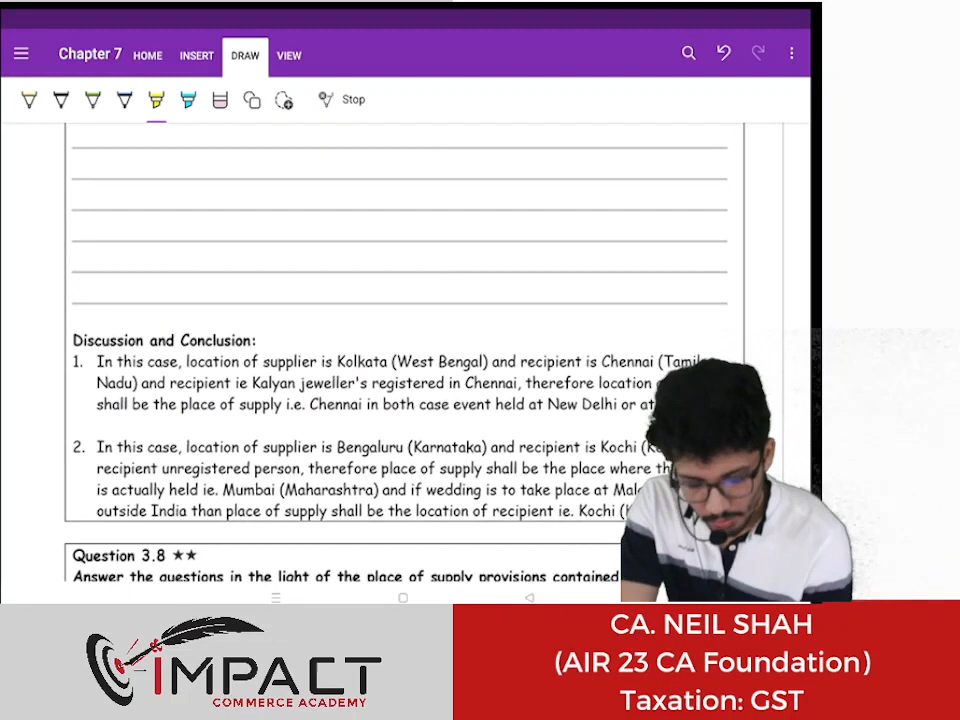 Chapter 7 HOME INSERT DRAW VIEW
Stop
Discussion and Conclusion:
1. In this case, location of supplier is Kolkata (West Bengal) and recipient is Chennai (Tamil
Nadu) and recipient ie Kalyan jeweller's registered in Chennai, therefore location
shall be the place of supply i.e. Chennai in both case event held at New Delhi or at
2. In this case, location of supplier is Bengaluru (Karnataka) and recipient is Kochi
recipient unregistered person, therefore place of supply shall be the place where
is actually held ie. Mumbai (Maharashtra) and if wedding is to take place at
outside India than place of supply shall be the location of recipient ie. Kochi
Question 3.8 ★★
Answer the questions in the light of the place of supply provisions contained
IMPACT
COMMERCE ACADEMY
CA. NEIL SHAH
(AIR 23 CA Foundation)
Taxation: GST